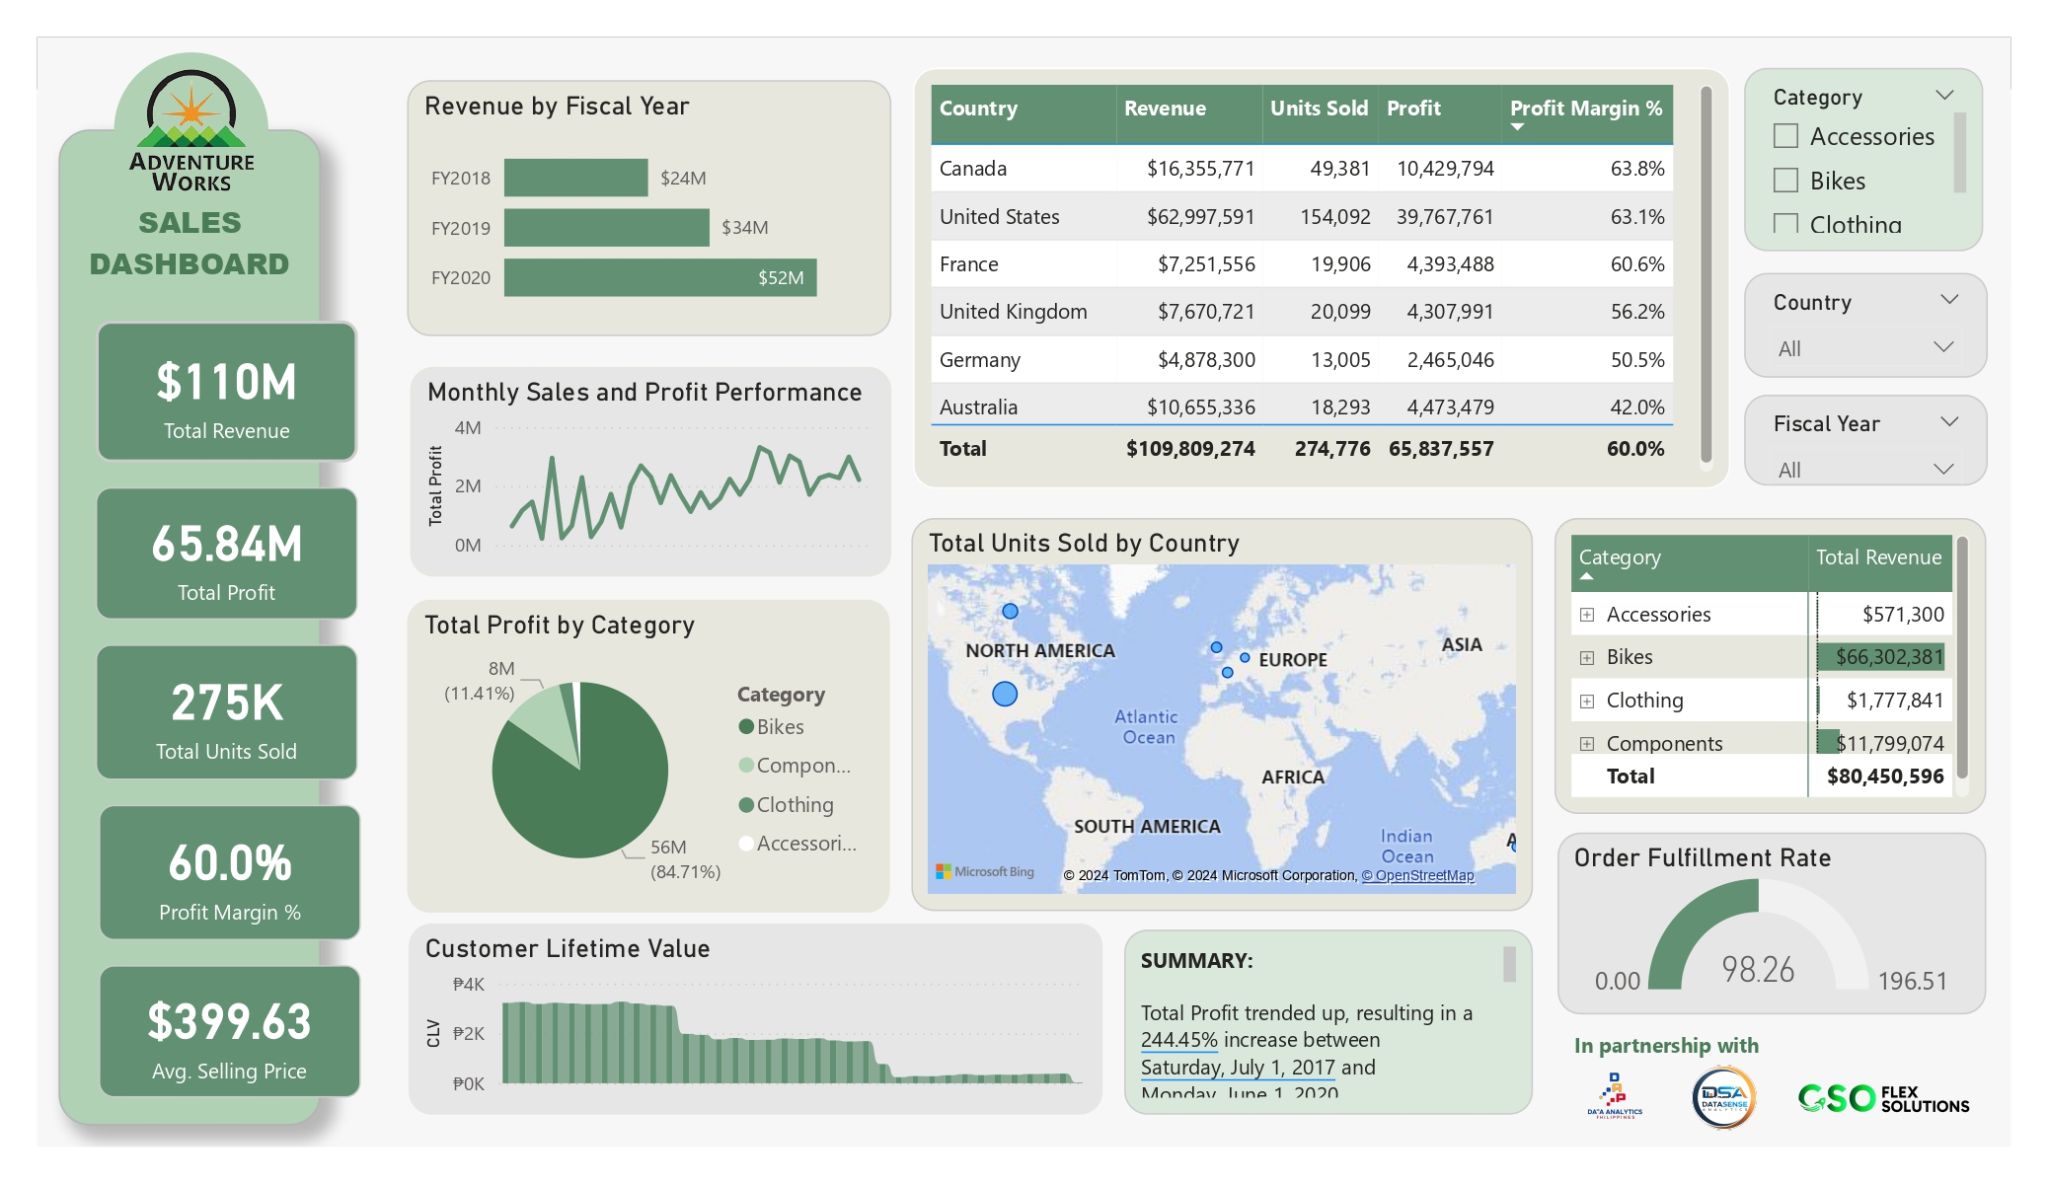 ADVENTURE
WORKS
SALES
DASHBOARD
$110M
Total Revenue
65.84M
Total Profit
275K
Total Units Sold
60.0%
Profit Margin %
$399.63
Avg. Selling Price
Revenue by Fiscal Year
FY2018 $24M
FY2019 $34M
FY2020 $52M
Monthly Sales and Profit Performance
Total Profit
4M
2M
0M
Total Profit by Category
8M
(11.41%)
56M
(84.71%)
Category
Bikes
Compon...
Clothing
Accessori...
Customer Lifetime Value
CLV
₱4K
₱2K
₱0K
Country Revenue Units Sold Profit Profit Margin %
Canada $16,355,771 49,381 10,429,794 63.8%
United States $62,997,591 154,092 39,767,761 63.1%
France $7,251,556 19,906 4,393,488 60.6%
United Kingdom $7,670,721 20,099 4,307,991 56.2%
Germany $4,878,300 13,005 2,465,046 50.5%
Australia $10,655,336 18,293 4,473,479 42.0%
Total $109,809,274 274,776 65,837,557 60.0%
Category
Accessories
Bikes
Clothing
Country
All
Fiscal Year
All
Total Units Sold by Country
NORTH AMERICA
EUROPE
ASIA
Atlantic
Ocean
AFRICA
SOUTH AMERICA
Indian
Ocean
A
Microsoft Bing
© 2024 TomTom, © 2024 Microsoft Corporation, © OpenStreetMap
Category Total Revenue
Accessories $571,300
Bikes $66,302,381
Clothing $1,777,841
Components $11,799,074
Total $80,450,596
Order Fulfillment Rate
0.00 98.26 196.51
SUMMARY:
Total Profit trended up, resulting in a
244.45% increase between
Saturday, July 1, 2017 and
Monday, June 1, 2020
In partnership with
DAP
DATA ANALYTICS
PHILIPPINES
DSA
DATASENSE
ANALYTICS
GSO FLEX
SOLUTIONS